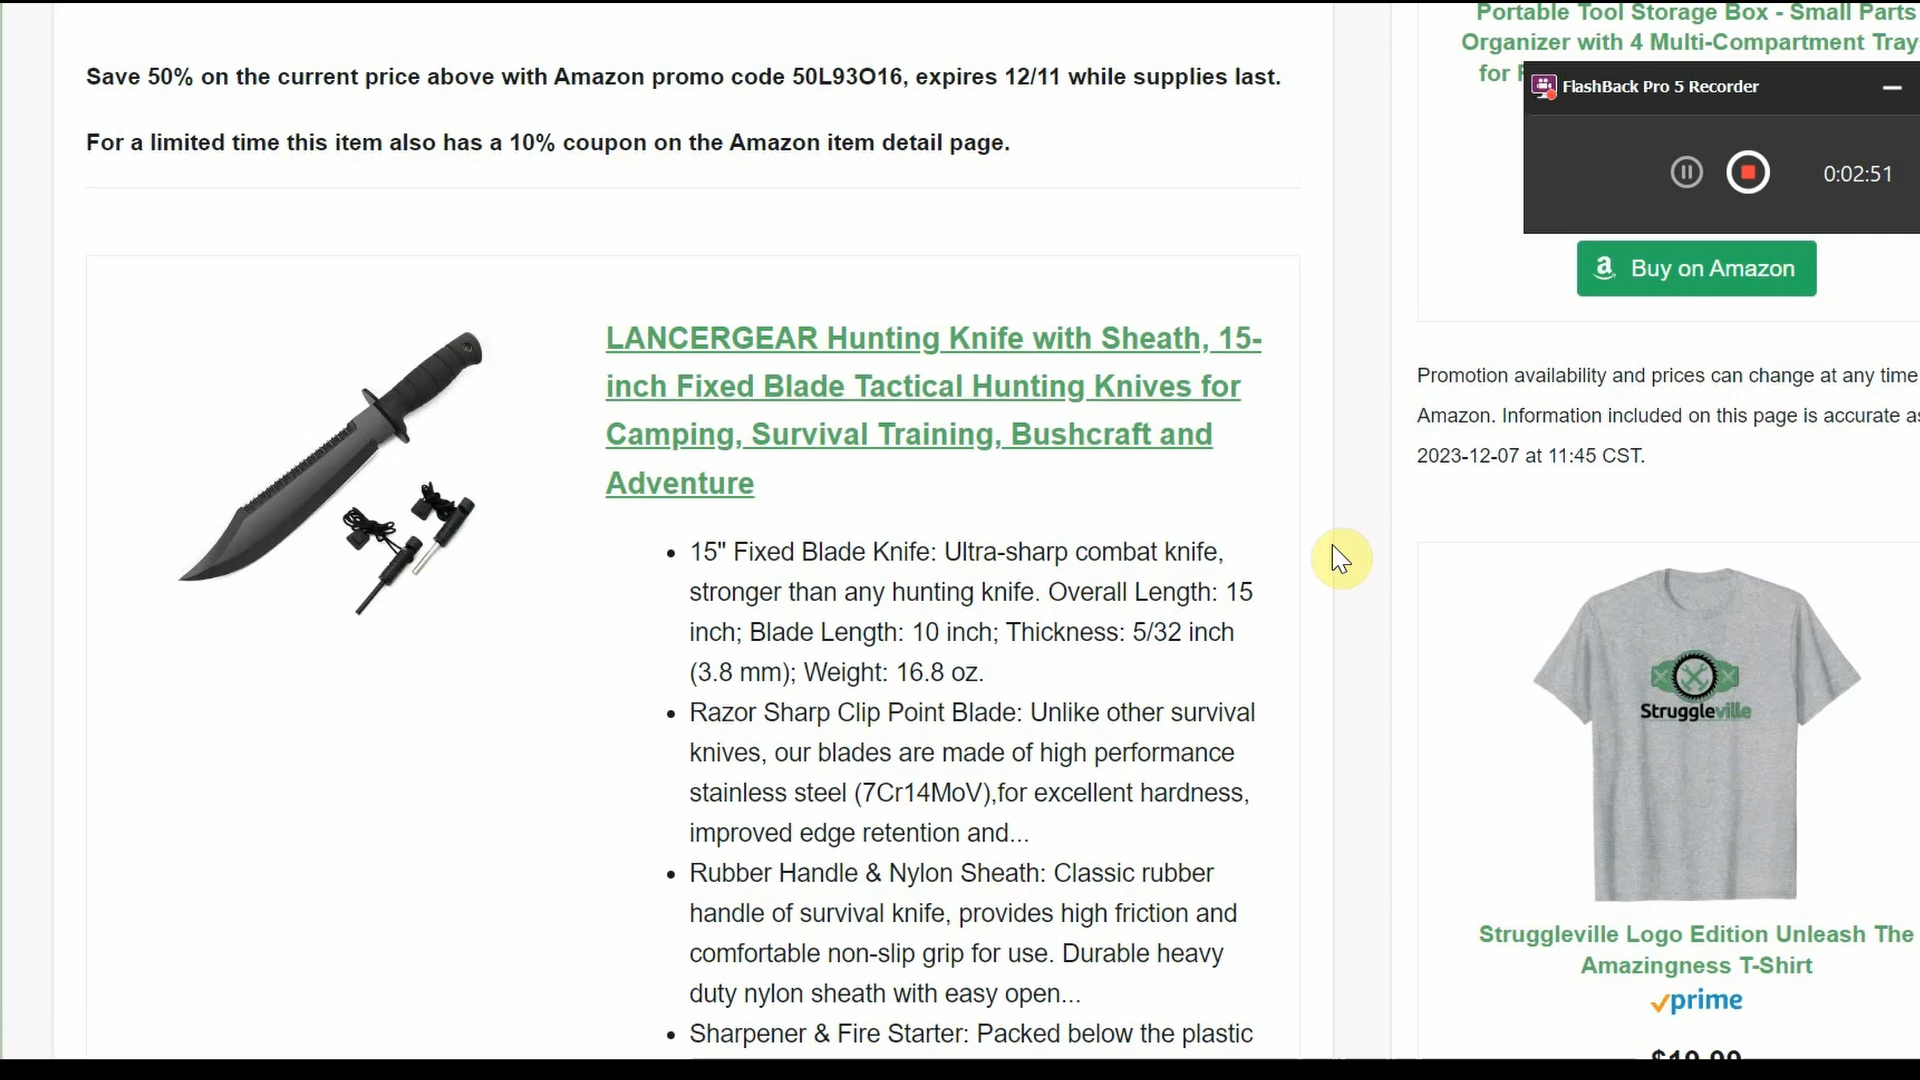 Save 50% on the current price above with Amazon promo code 50L93O16, expires 12/11 while supplies last.
For a limited time this item also has a 10% coupon on the Amazon item detail page.
LANCERGEAR Hunting Knife with Sheath, 15-
inch Fixed Blade Tactical Hunting Knives for
Camping, Survival Training, Bushcraft and
Adventure
15" Fixed Blade Knife: Ultra-sharp combat knife,
stronger than any hunting knife. Overall Length: 15
inch; Blade Length: 10 inch; Thickness: 5/32 inch
(3.8 mm); Weight: 16.8 oz.
Razor Sharp Clip Point Blade: Unlike other survival
knives, our blades are made of high performance
stainless steel (7Cr14MoV),for excellent hardness,
improved edge retention and...
Rubber Handle & Nylon Sheath: Classic rubber
handle of survival knife, provides high friction and
comfortable non-slip grip for use. Durable heavy
duty nylon sheath with easy open...
Sharpener & Fire Starter: Packed below the plastic
Portable Tool Storage Box - Small Parts
Organizer with 4 Multi-Compartment Tray
for
FlashBack Pro 5 Recorder
0:02:51
Buy on Amazon
Promotion availability and prices can change at any time
Amazon. Information included on this page is accurate as
2023-12-07 at 11:45 CST.
Struggleville
Struggleville Logo Edition Unleash The
Amazingness T-Shirt
prime